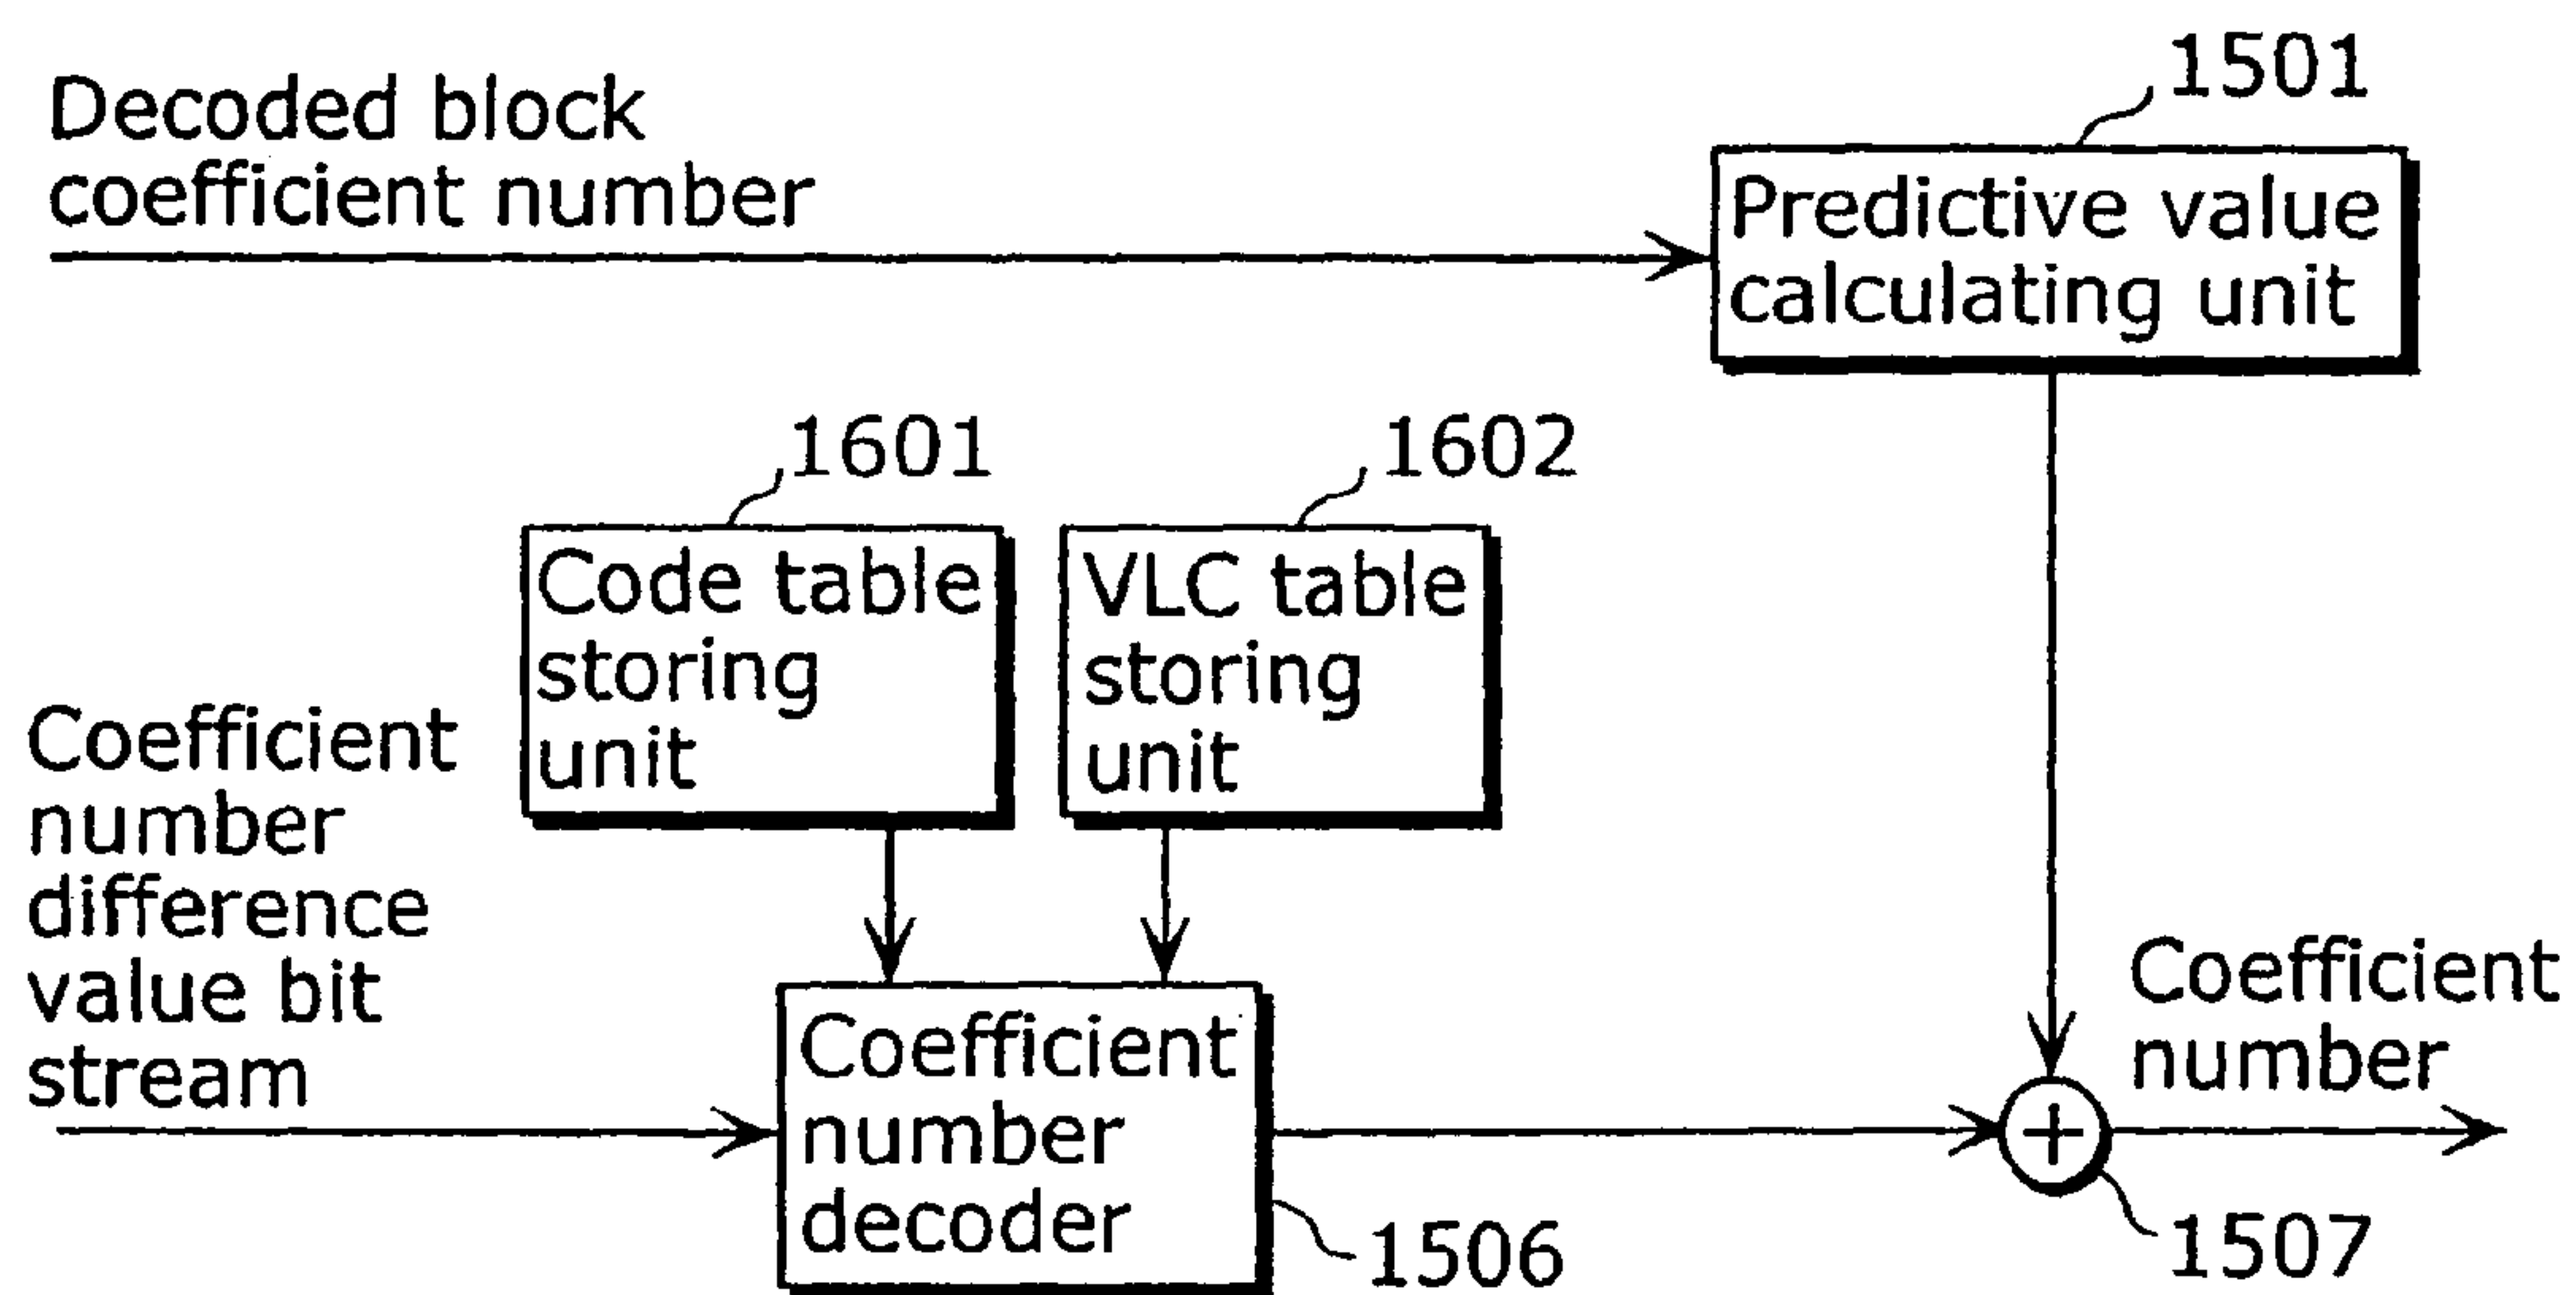 Decoded block
coefficient number
1501
Predictive value
calculating unit
1601
1602
Code table
storing
unit
VLC table
storing
unit
Coefficient
number
difference
value bit
stream
Coefficient
number
decoder
1506
+
1507
Coefficient
number